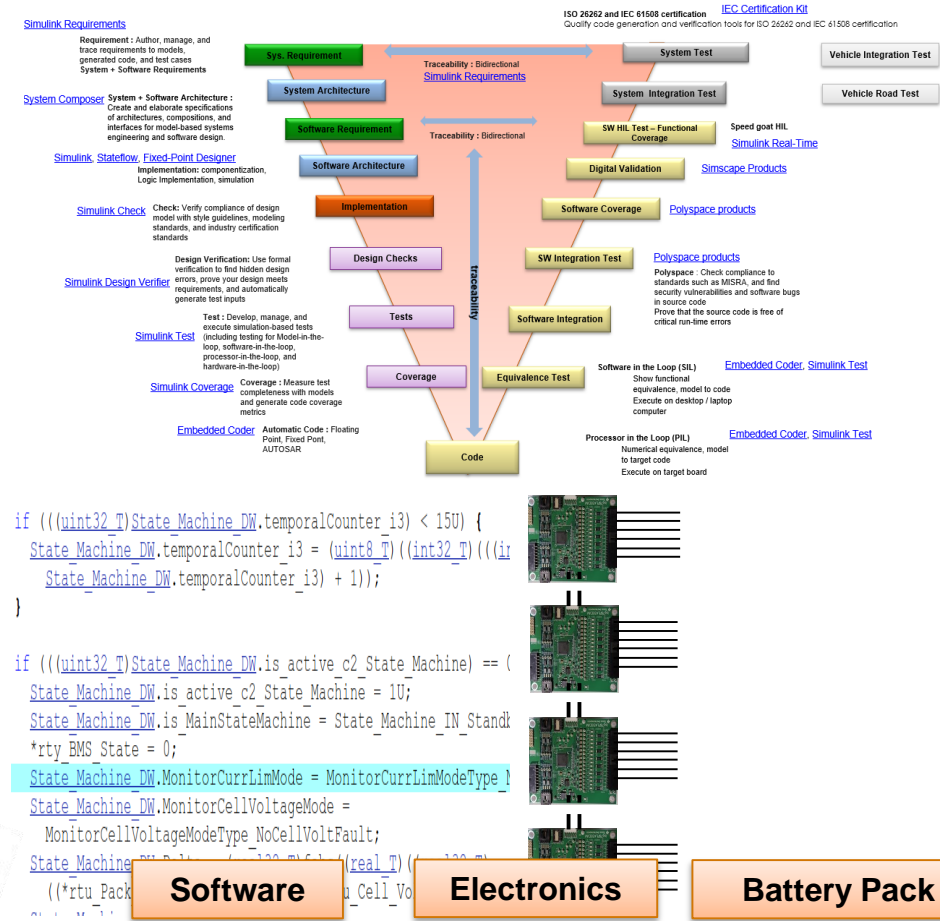 ISO 26262 and IEC 61508 certification
IEC Certification Kit
Quality code generation and verification tools for ISO 26262 and IEC 61508 certification
Simulink Requirements
Requirement : Author, manage, and
trace requirements to models,
generated code, and test cases
System + Software Requirements
Sys. Requirement
Traceability : Bidirectional
Simulink Requirements
System Test
Vehicle Integration Test
System Composer
System + Software Architecture :
Create and elaborate specifications
of architectures, compositions, and
interfaces for model-based systems
engineering and software design.
System Architecture
System Integration Test
Vehicle Road Test
Software Requirement
Traceability : Bidirectional
SW HIL Test – Functional
Coverage
Speed goat HIL
Simulink Real-Time
Simulink, Stateflow, Fixed-Point Designer
Implementation: componentization,
Logic Implementation, simulation
Software Architecture
Digital Validation
Simscape Products
Simulink Check
Check: Verify compliance of design
model with style guidelines, modeling
standards, and industry certification
standards
Implementation
Software Coverage
Polyspace products
Simulink Design Verifier
Design Verification: Use formal
verification to find hidden design
errors, prove your design meets
requirements, and automatically
generate test inputs
Design Checks
traceability
SW Integration Test
Polyspace products
Polyspace : Check compliance to
standards such as MISRA, and find
security vulnerabilities and software bugs
in source code
Prove that the source code is free of
critical run-time errors
Simulink Test
Test : Develop, manage, and
execute simulation-based tests
(including testing for Model-in-the-
loop, software-in-the-loop,
processor-in-the-loop, and
hardware-in-the-loop)
Tests
Software Integration
Simulink Coverage
Coverage : Measure test
completeness with models
and generate code coverage
metrics
Coverage
Equivalence Test
Software in the Loop (SIL)
Show functional
equivalence, model to code
Execute on desktop / laptop
computer
Embedded Coder, Simulink Test
Embedded Coder
Automatic Code : Floating
Point, Fixed Pont,
AUTOSAR
Code
Processor in the Loop (PIL)
Numerical equivalence, model
to target code
Execute on target board
Embedded Coder, Simulink Test
if (((uint32_T)State_Machine_DW.temporalCounter_i3) < 15U) {
State_Machine_DW.temporalCounter_i3 = (uint8_T)((int32_T)(((
State_Machine_DW.temporalCounter_i3) + 1));
}
if (((uint32_T)State_Machine_DW.is_active_c2_State_Machine) ==
State_Machine_DW.is_active_c2_State_Machine = 1U;
State_Machine_DW.is_MainStateMachine = State_Machine_IN_Standb
*rty_BMS_State = 0;
State_Machine_DW.MonitorCurrLimMode = MonitorCurrLimModeType_
State_Machine_DW.MonitorCellVoltageMode =
MonitorCellVoltageModeType_NoCellVoltFault;
State_Machine
((*rtu_Pack
Software
Electronics
Battery Pack